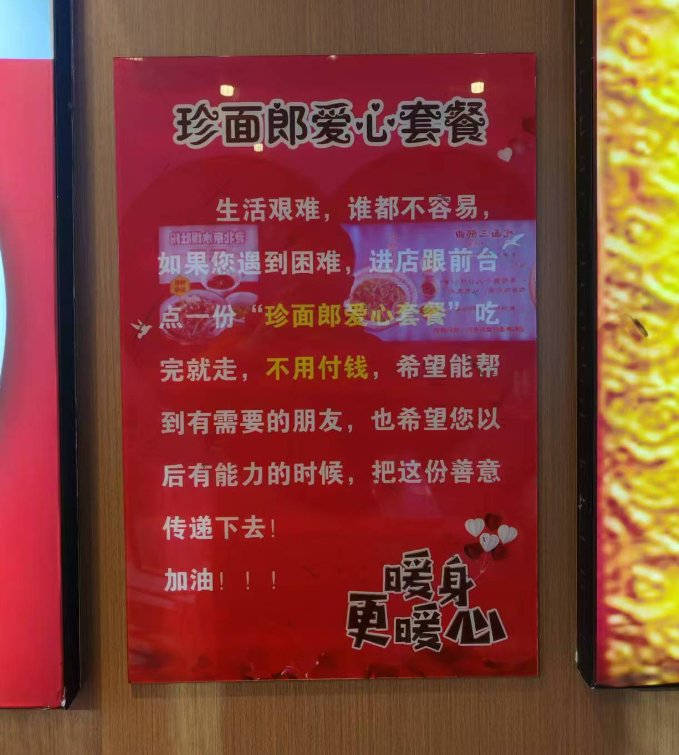 珍面郎爱心套餐
生活艰难，谁都不容易，
如果您遇到困难，进店跟前台
点一份“珍面郎爱心套餐”吃
完就走，不用付钱，希望能帮
到有需要的朋友，也希望您以
后有能力的时候，把这份善意
传递下去！
加油！！！
暖身
更暖心